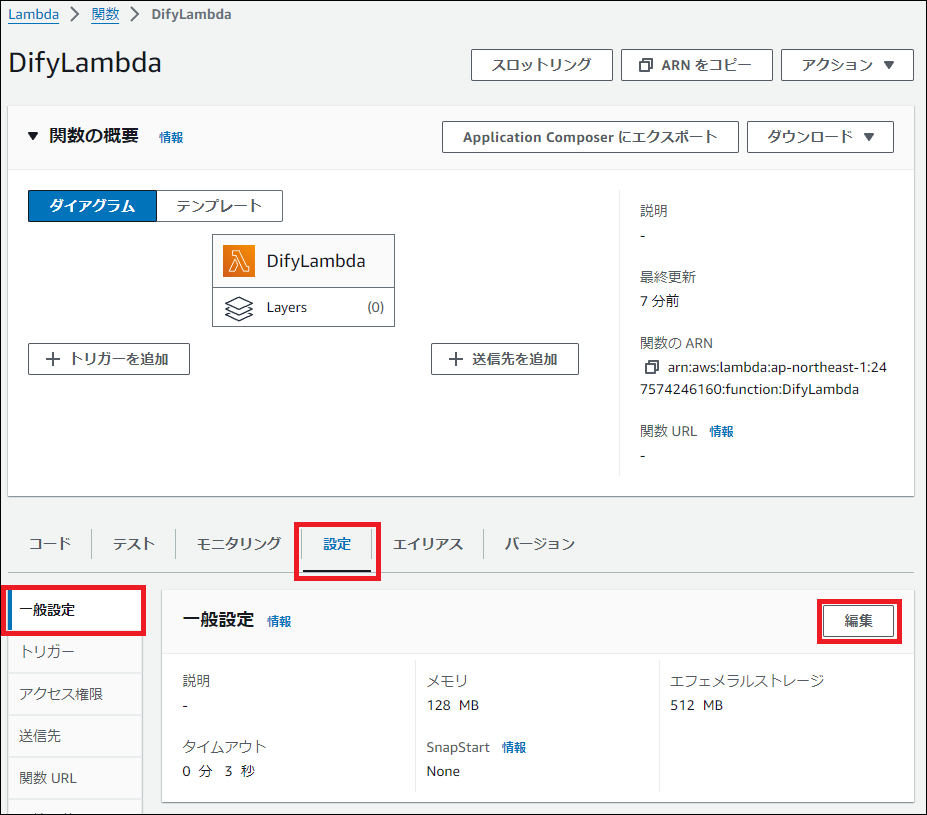 Lambda > 関数 > DifyLambda
DifyLambda
スロットリング
ARN をコピー
アクション ▼
▼ 関数の概要 情報
Application Composer にエクスポート
ダウンロード ▼
ダイアグラム
テンプレート
DifyLambda
Layers (0)
+ トリガーを追加
+ 送信先を追加
説明
-
最終更新
7 分前
関数の ARN
arn:aws:lambda:ap-northeast-1:24
7574246160:function:DifyLambda
関数 URL 情報
-
コード
テスト
モニタリング
設定
エイリアス
バージョン
一般設定
トリガー
アクセス権限
送信先
関数 URL
一般設定 情報
編集
説明
-
メモリ
128 MB
エフェメラルストレージ
512 MB
タイムアウト
0 分 3 秒
SnapStart 情報
None